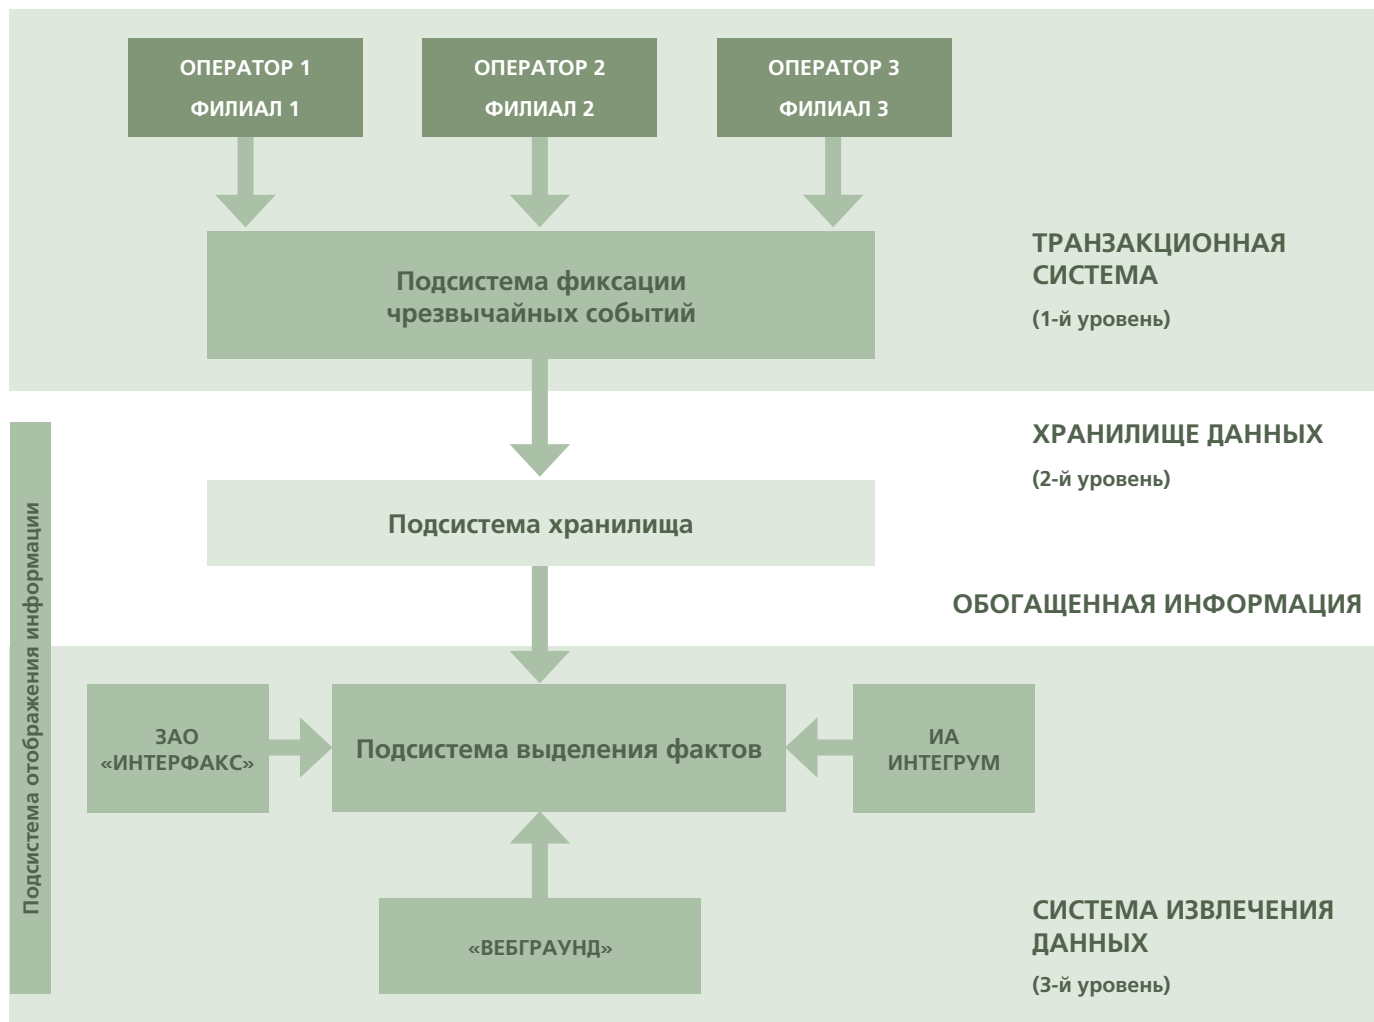 ОПЕРАТОР 1
ФИЛИАЛ 1
ОПЕРАТОР 2
ФИЛИАЛ 2
ОПЕРАТОР 3
ФИЛИАЛ 3
Подсистема фиксации
чрезвычайных событий
ТРАНЗАКЦИОННАЯ
СИСТЕМА
(1-й уровень)
ХРАНИЛИЩЕ ДАННЫХ
(2-й уровень)
Подсистема хранилища
ОБОГАЩЕННАЯ ИНФОРМАЦИЯ
Подсистема отображения информации
ЗАО
«ИНТЕРФАКС»
Подсистема выделения фактов
ИА
ИНТЕГРУМ
«ВЕБГРАУНД»
СИСТЕМА ИЗВЛЕЧЕНИЯ
ДАННЫХ
(3-й уровень)